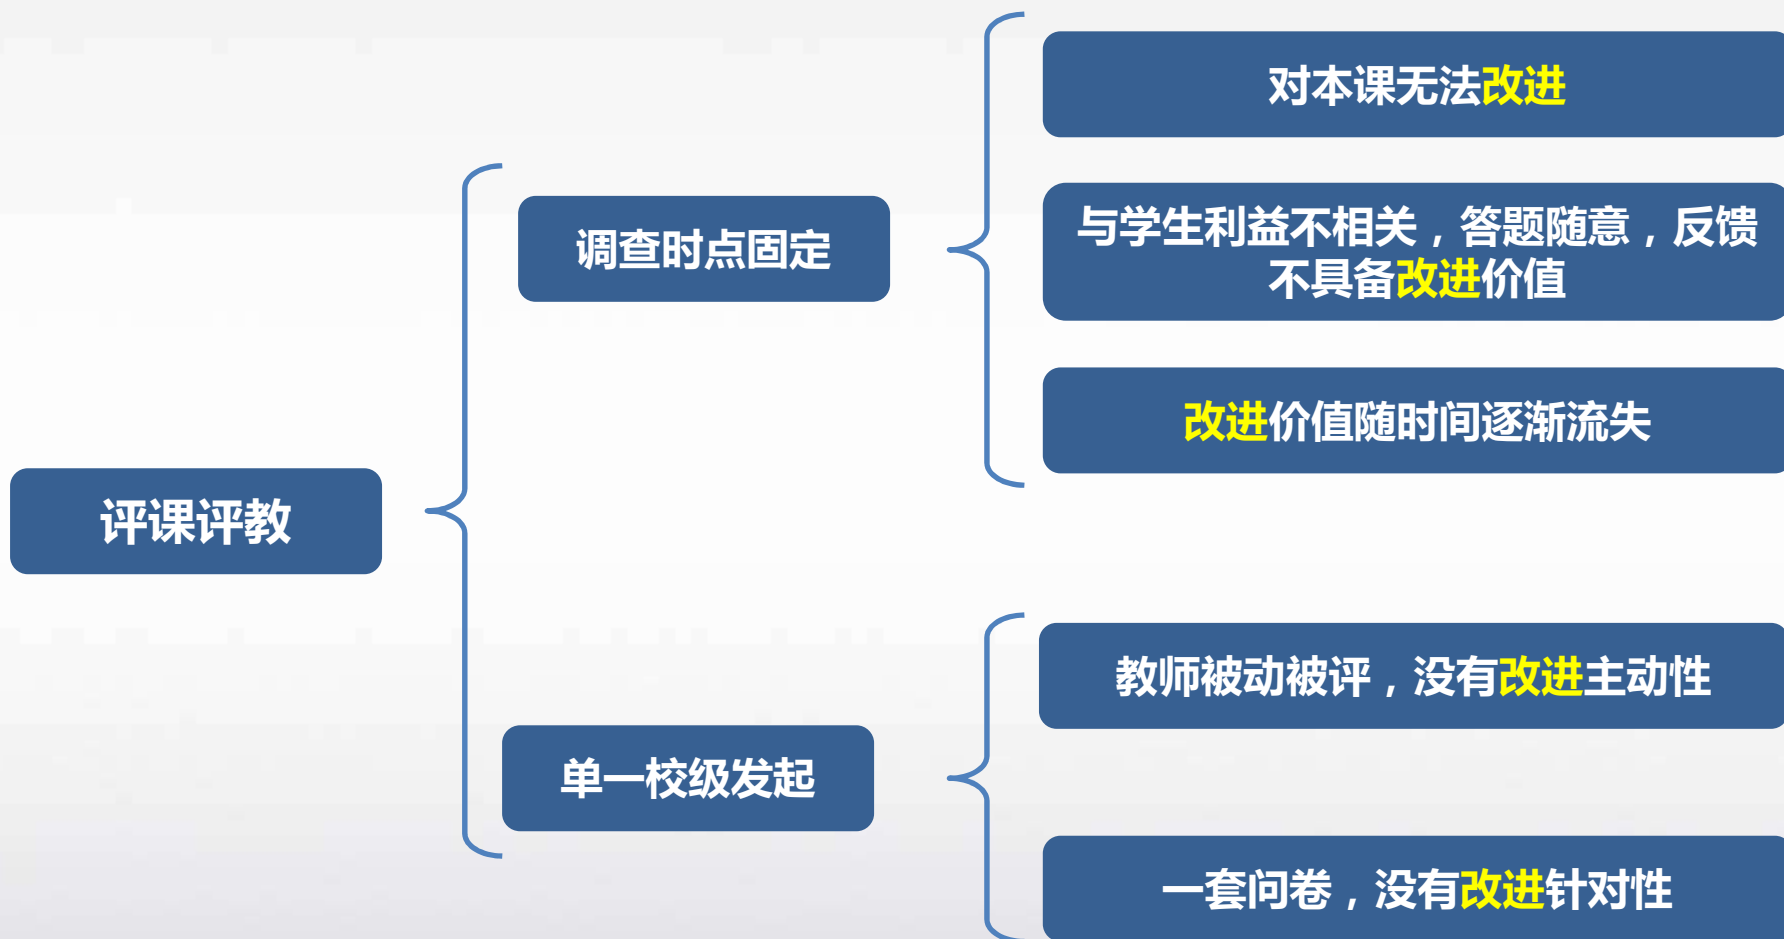 评课评教
调查时点固定
对本课无法改进
与学生利益不相关，答题随意，反馈
不具备改进价值
改进价值随时间逐渐流失
单一校级发起
教师被动被评，没有改进主动性
一套问卷，没有改进针对性